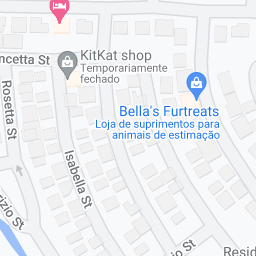 ncetta St
KitKat shop
Temporariamente
fechado
Rosetta St
Bella's Furtreats
Loja de suprimentos para
animais de estimação
Isabella St
izio St
o St
Resid